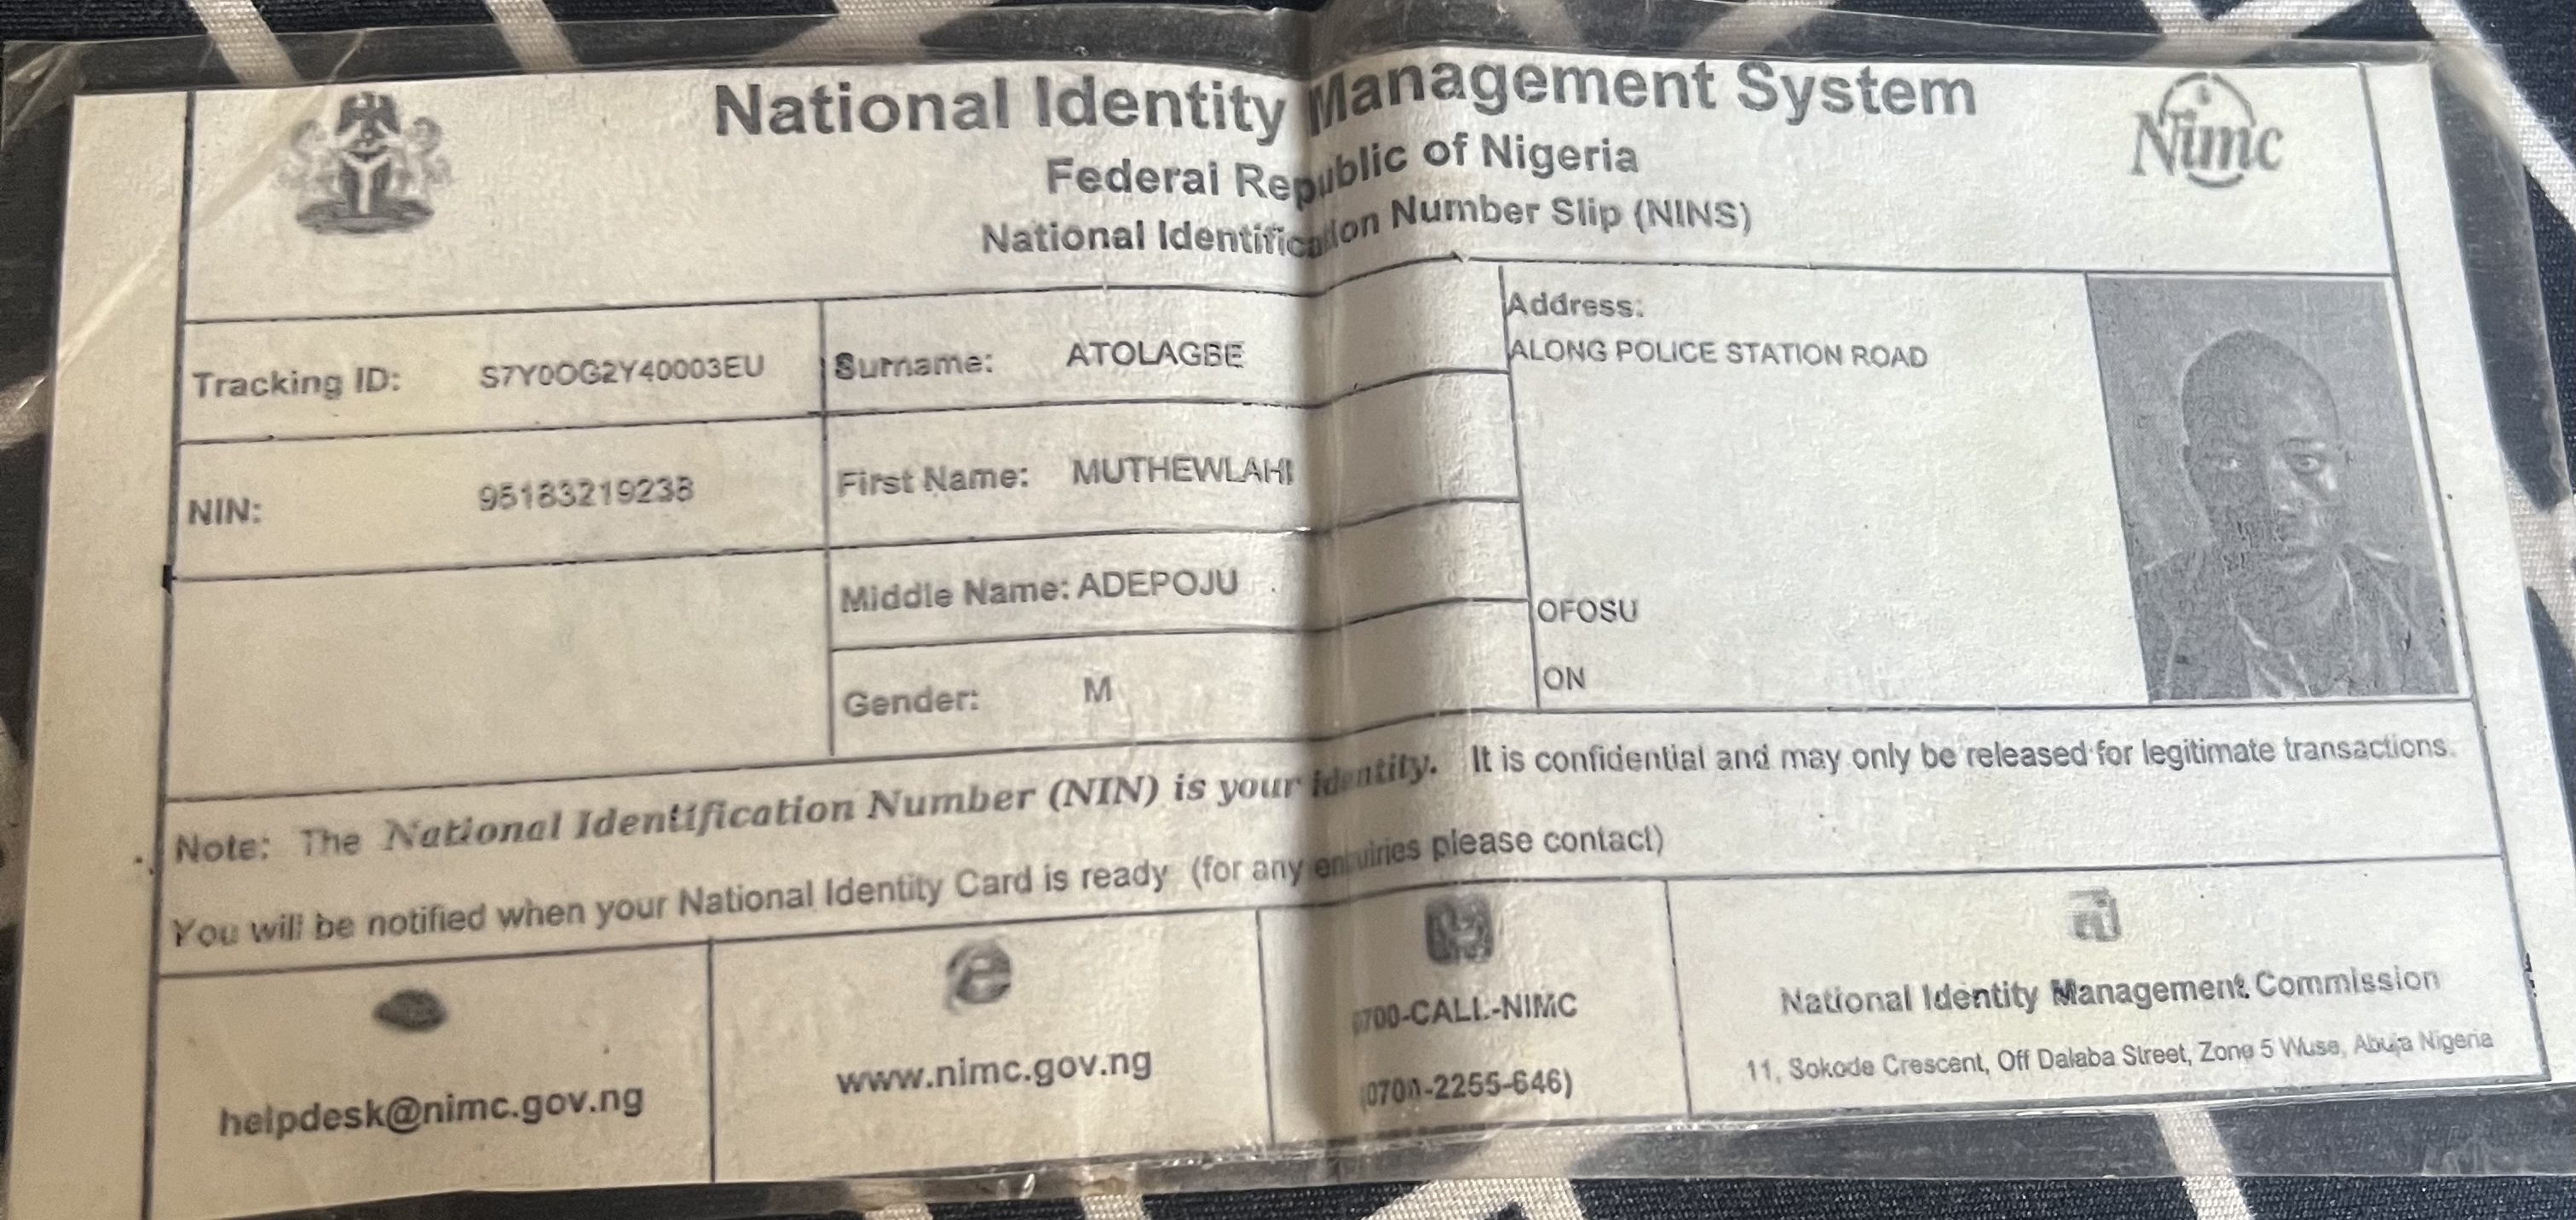 National Identity Management System
Federal Republic of Nigeria
National Identification Number Slip (NINS)
Nimc
Tracking ID: S7Y0OG2Y40003EU
Surname: ATOLAGBE
Address:
ALONG POLICE STATION ROAD
NIN: 95183219238
First Name: MUTHEWLAHI
Middle Name: ADEPOJU
OFOSU
Gender: M
ON
Note: The National Identification Number (NIN) is your identity. It is confidential and may only be released for legitimate transactions.
You will be notified when your National Identity Card is ready (for any enquiries please contact)
helpdesk@nimc.gov.ng
www.nimc.gov.ng
0700-CALL-NIMC
(0700-2255-646)
National Identity Management Commission
11, Sokode Crescent, Off Dalaba Street, Zone 5 Wuse, Abuja Nigeria